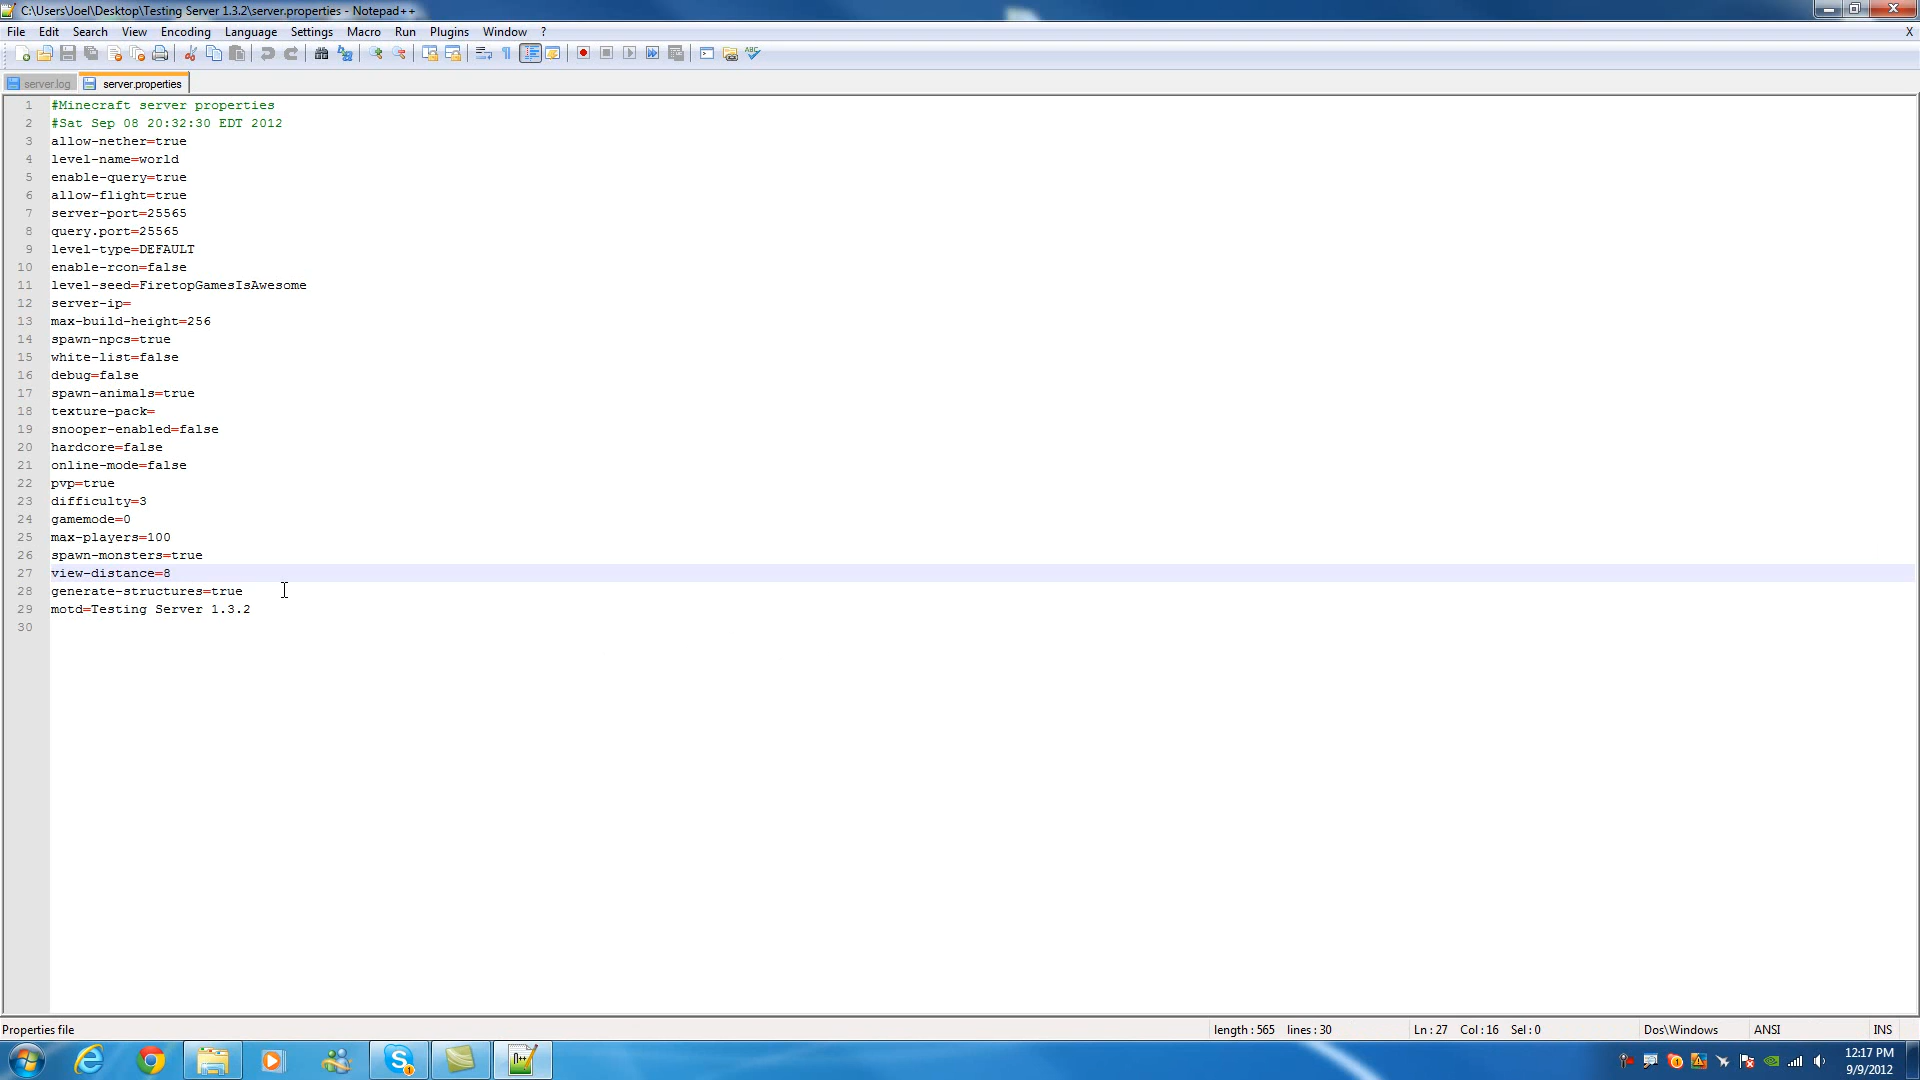 C:\Users\Joel\Desktop\Testing Server 1.3.2\server.properties - Notepad++
File Edit Search View Encoding Language Settings Macro Run Plugins Window ? X
server.log server.properties
1 #Minecraft server properties
2 #Sat Sep 08 20:32:30 EDT 2012
3 allow-nether=true
4 level-name=world
5 enable-query=true
6 allow-flight=true
7 server-port=25565
8 query.port=25565
9 level-type=DEFAULT
10 enable-rcon=false
11 level-seed=FiretopGamesIsAwesome
12 server-ip=
13 max-build-height=256
14 spawn-npcs=true
15 white-list=false
16 debug=false
17 spawn-animals=true
18 texture-pack=
19 snooper-enabled=false
20 hardcore=false
21 online-mode=false
22 pvp=true
23 difficulty=3
24 gamemode=0
25 max-players=100
26 spawn-monsters=true
27 view-distance=8
28 generate-structures=true
29 motd=Testing Server 1.3.2
30
Properties file length : 565 lines : 30 Ln : 27 Col : 16 Sel : 0 Dos\Windows ANSI INS
12:17 PM
9/9/2012